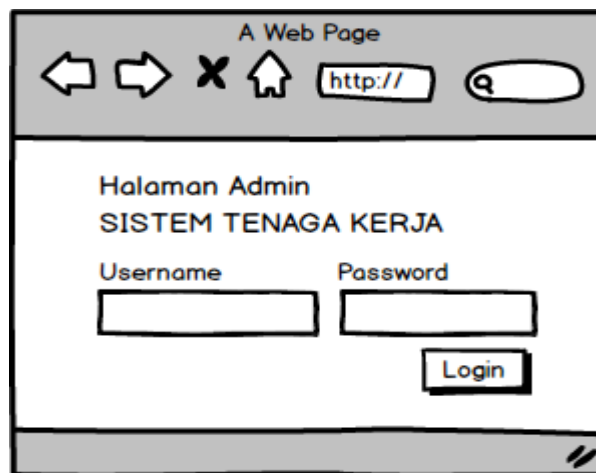 A Web Page
http://
Halaman Admin
SISTEM TENAGA KERJA
Username Password
Login